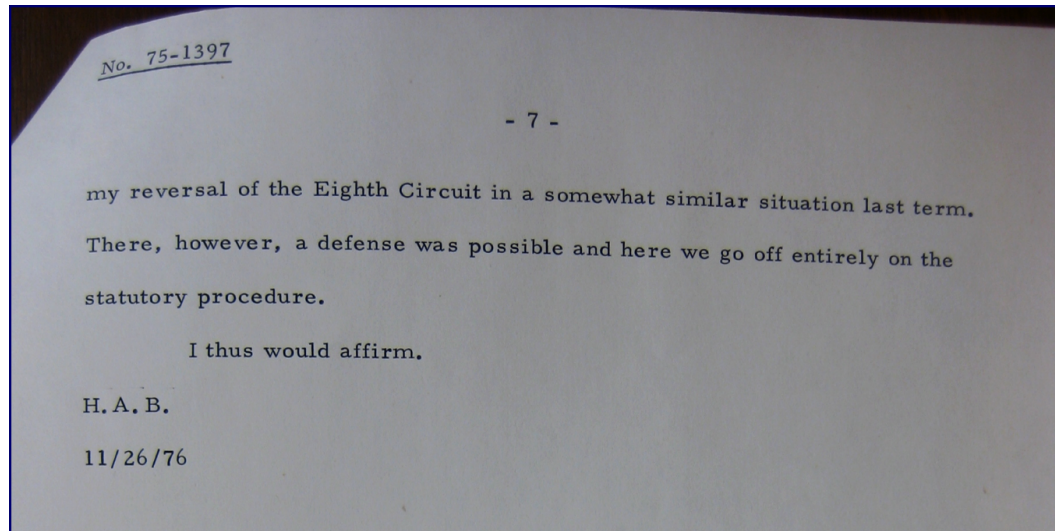 No. 75-1397
- 7 -
my reversal of the Eighth Circuit in a somewhat similar situation last term.
There, however, a defense was possible and here we go off entirely on the
statutory procedure.
I thus would affirm.
H. A. B.
11/26/76